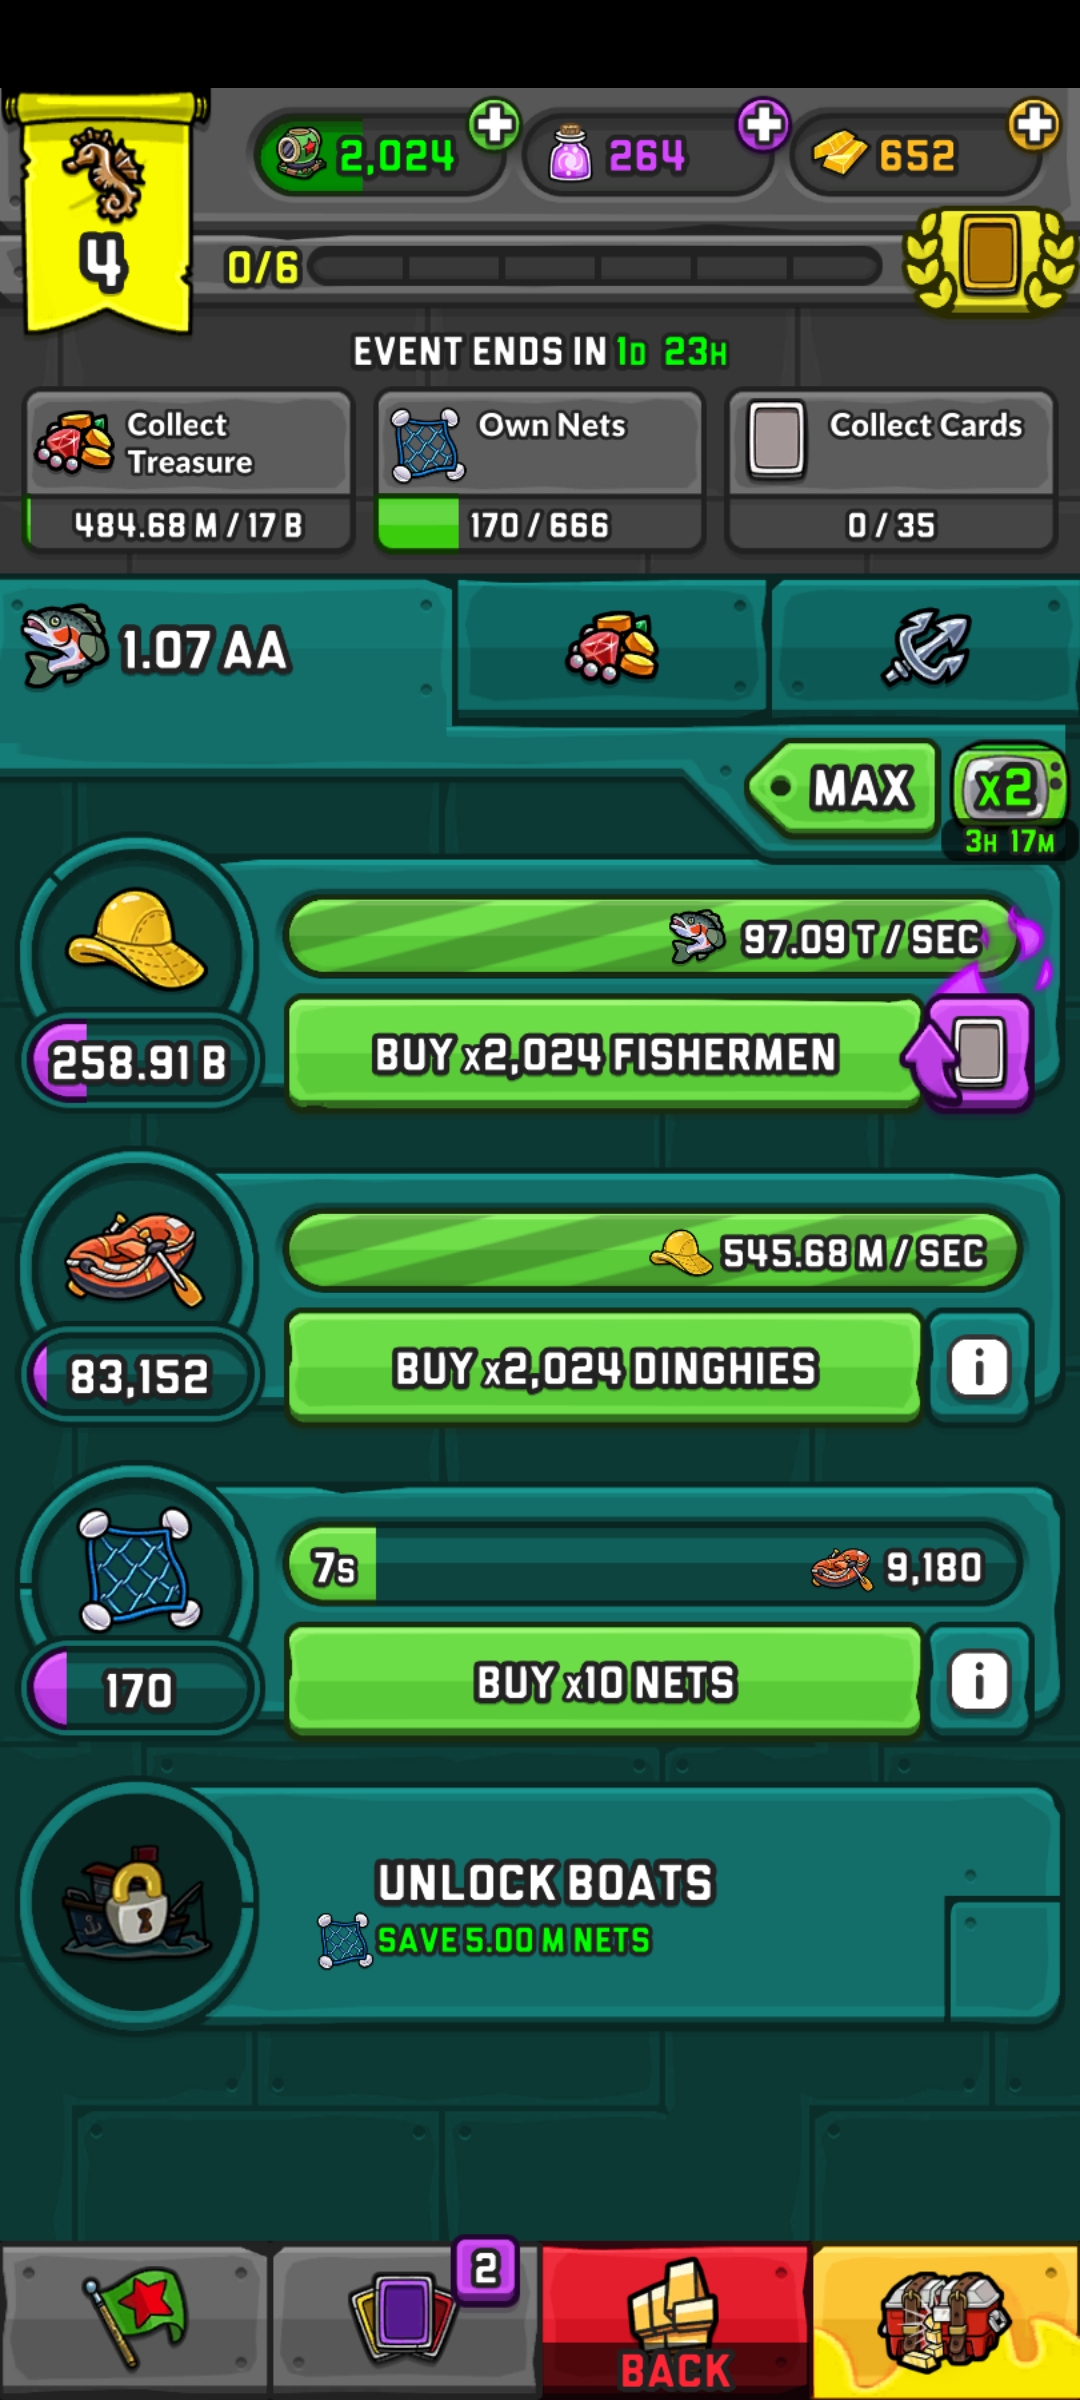 2,024
264
652
4
0/6
EVENT ENDS IN 1D 23H
Collect
Treasure
484.68 M / 17 B
Own Nets
170 / 666
Collect Cards
0 / 35
1.07 AA
MAX
x2
3H 17M
97.09 T / SEC
258.91 B
BUY x2,024 FISHERMEN
545.68 M / SEC
83,152
BUY x2,024 DINGHIES
i
7s
9,180
170
BUY x10 NETS
i
UNLOCK BOATS
SAVE 5.00 M NETS
2
BACK